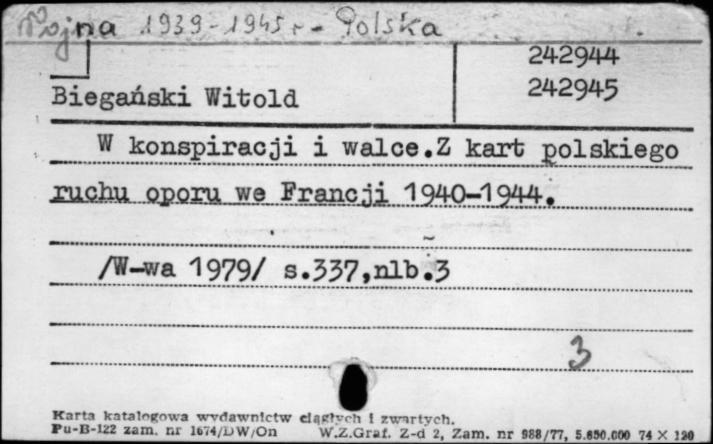 Wojna 1939-1945 r. - Polska
242944
Biegański Witold 242945
W konspiracji i walce.Z kart polskiego
ruchu oporu we Francji 1940-1944.
/W-wa 1979/ s.337,nlb.3
3
Karta katalogowa wydawnictw ciągłych i zwartych.
Pu-B-122 zam. nr 1674/DW/On W.Z.Graf. Z-d 2, Zam. nr 988/77, 5.850.000 74 X 120